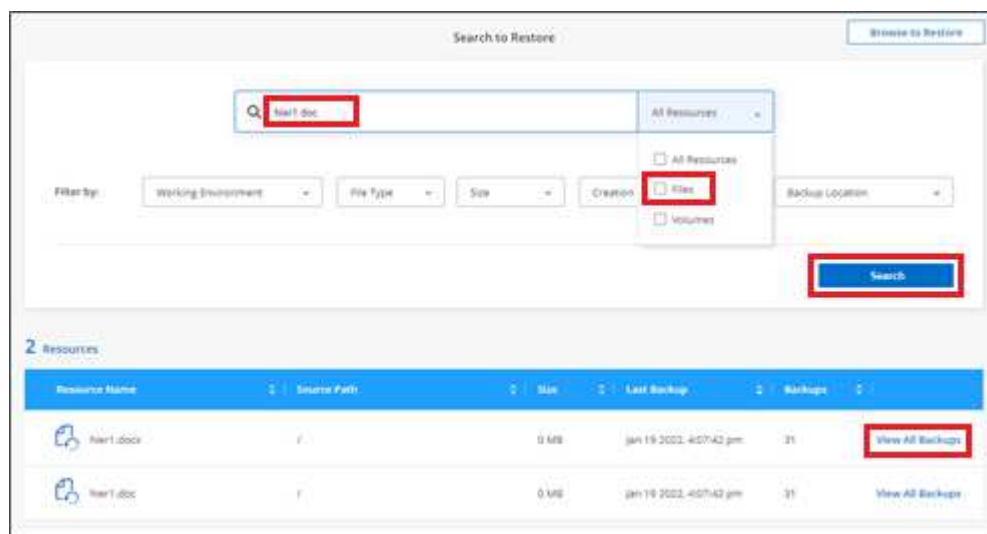 Search to Restore
Browse to Restore
hier1.doc
All Resources
All Resources
Filter by:
Working Environment
File Type
Size
Creation
Files
Backup Location
Volumes
Search
2 Resources
Resource Name
Source Path
Size
Last Backup
Backups
hier1.docx / 0 MB Jan 19 2022, 4:07:42 pm 31 View All Backups
hier1.doc / 0 MB Jan 19 2022, 4:07:42 pm 31 View All Backups